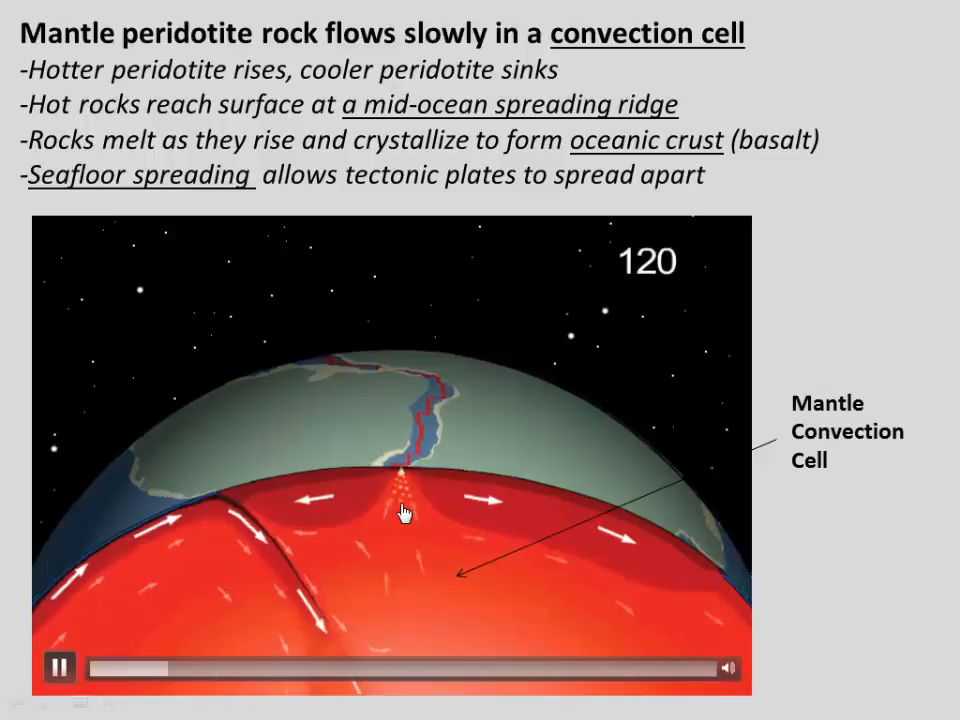 Mantle peridotite rock flows slowly in a convection cell
-Hotter peridotite rises, cooler peridotite sinks
-Hot rocks reach surface at a mid-ocean spreading ridge
-Rocks melt as they rise and crystallize to form oceanic crust (basalt)
-Seafloor spreading  allows tectonic plates to spread apart
120
Mantle
Convection
Cell